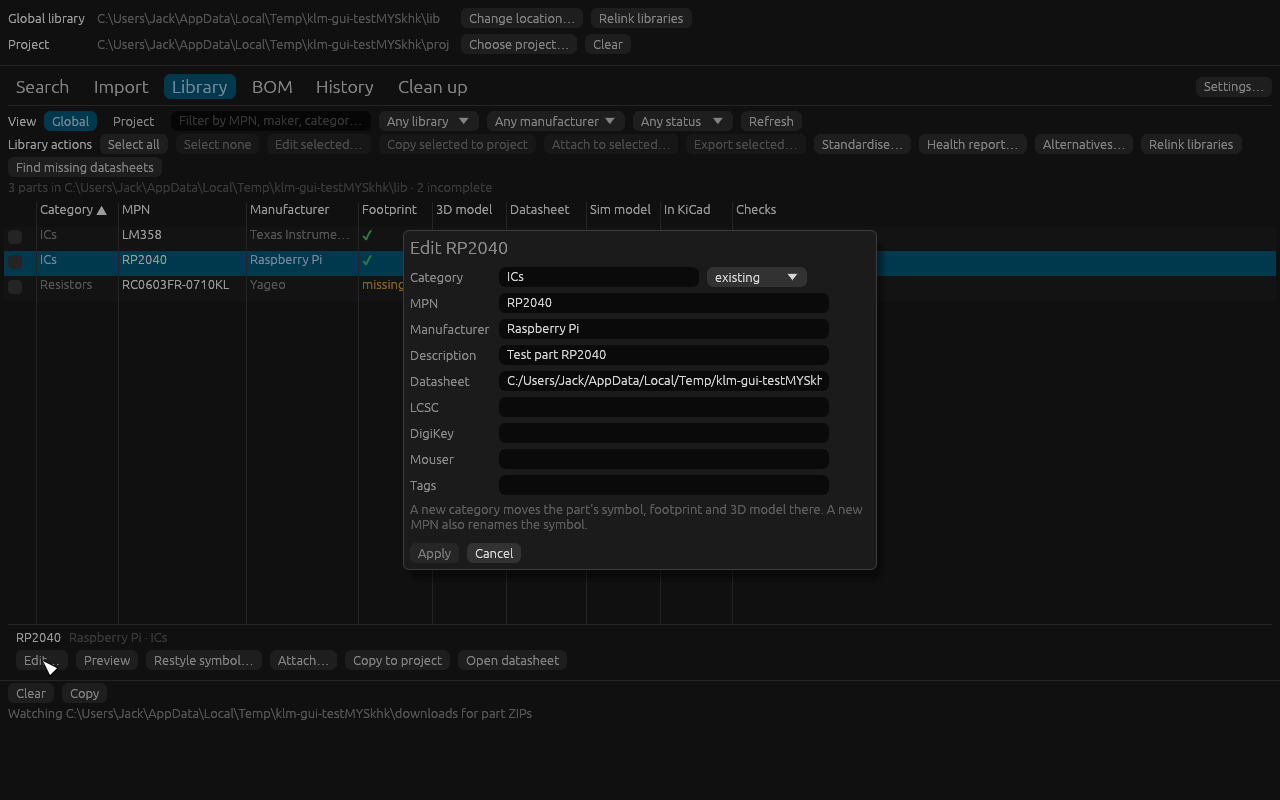 Global library C:\Users\Jack\AppData\Local\Temp\klm-gui-testMYSkhk\lib Change location… Relink libraries
Project C:\Users\Jack\AppData\Local\Temp\klm-gui-testMYSkhk\proj Choose project… Clear
Search Import Library BOM History Clean up Settings…
View Global Project Filter by MPN, maker, categor… Any library Any manufacturer Any status Refresh
Library actions Select all Select none Edit selected… Copy selected to project Attach to selected… Export selected… Standardise… Health report… Alternatives… Relink libraries
Find missing datasheets
3 parts in C:\Users\Jack\AppData\Local\Temp\klm-gui-testMYSkhk\lib · 2 incomplete
Category MPN Manufacturer Footprint 3D model Datasheet Sim model In KiCad Checks
ICs LM358 Texas Instrume…
ICs RP2040 Raspberry Pi
Resistors RC0603FR-0710KL Yageo missing
Edit RP2040
Category ICs existing
MPN RP2040
Manufacturer Raspberry Pi
Description Test part RP2040
Datasheet C:/Users/Jack/AppData/Local/Temp/klm-gui-testMYSkh
LCSC
DigiKey
Mouser
Tags
A new category moves the part's symbol, footprint and 3D model there. A new
MPN also renames the symbol.
Apply Cancel
RP2040 Raspberry Pi · ICs
Edit… Preview Restyle symbol… Attach… Copy to project Open datasheet
Clear Copy
Watching C:\Users\Jack\AppData\Local\Temp\klm-gui-testMYSkhk\downloads for part ZIPs